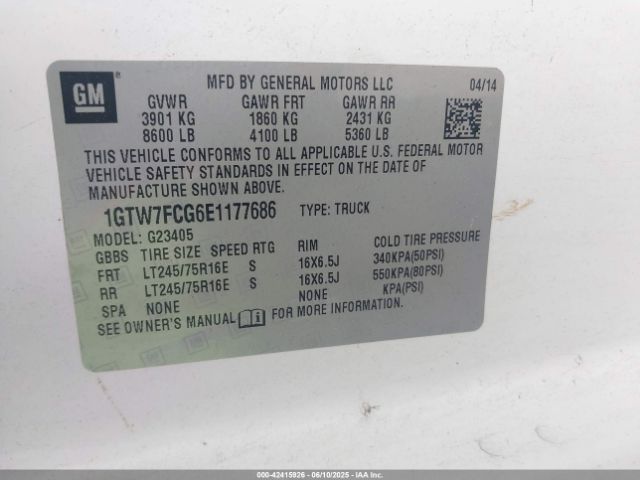 GM
MFD BY GENERAL MOTORS LLC 04/14
GVWR GAWR FRT GAWR RR
3901 KG 1860 KG 2431 KG
8600 LB 4100 LB 5360 LB
THIS VEHICLE CONFORMS TO ALL APPLICABLE U.S. FEDERAL MOTOR
VEHICLE SAFETY STANDARDS IN EFFECT ON THE DATE OF
MANUFACTURE SHOWN ABOVE.
1GTW7FCG6E1177686 TYPE: TRUCK
MODEL: G23405
GBBS TIRE SIZE SPEED RTG RIM COLD TIRE PRESSURE
FRT LT245/75R16E S 16X6.5J 340KPA(50PSI)
RR LT245/75R16E S 16X6.5J 550KPA(80PSI)
SPA NONE NONE KPA(PSI)
SEE OWNER'S MANUAL FOR MORE INFORMATION.
000-42415926 - 06/10/2025 - IAAI.COM